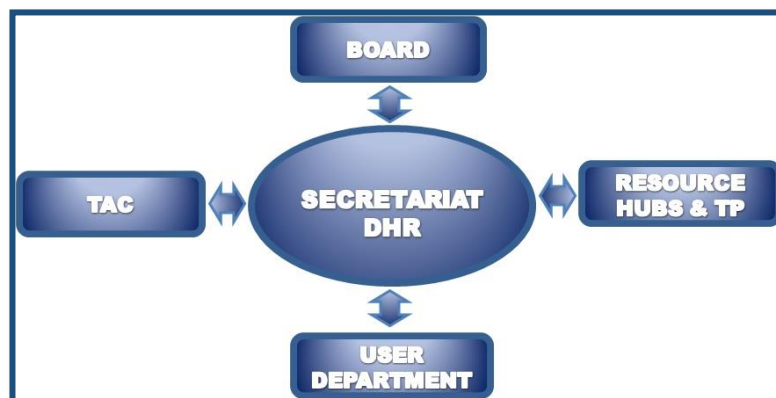 BOARD
TAC
SECRETARIAT
DHR
RESOURCE
HUBS & TP
USER
DEPARTMENT